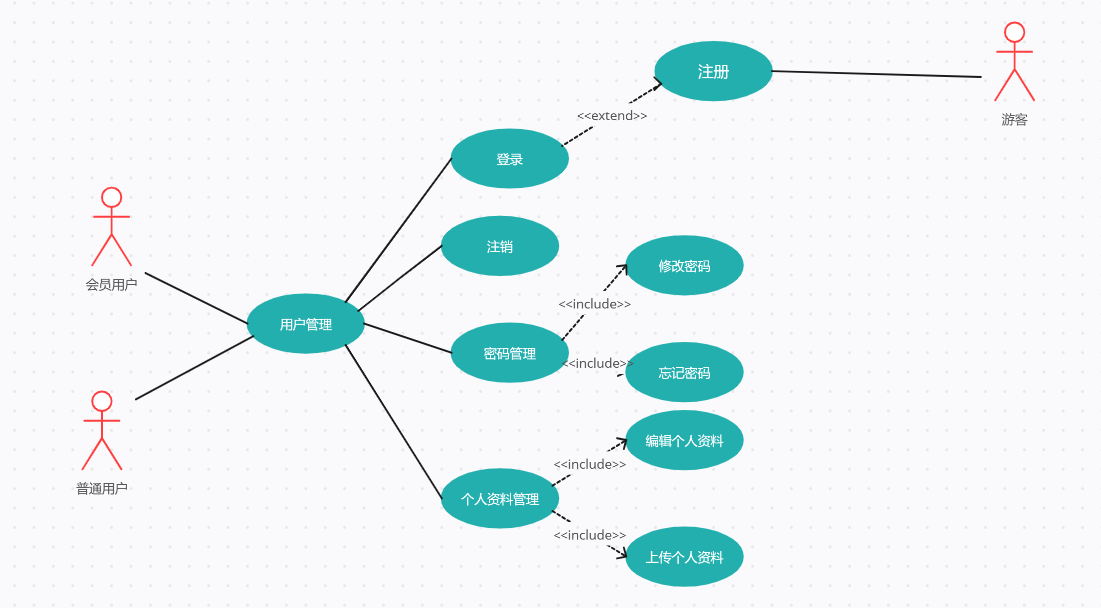 注册
游客
<<extend>>
登录
注销
会员用户
修改密码
<<include>>
用户管理
密码管理
<<include>>
忘记密码
编辑个人资料
<<include>>
普通用户
个人资料管理
<<include>>
上传个人资料